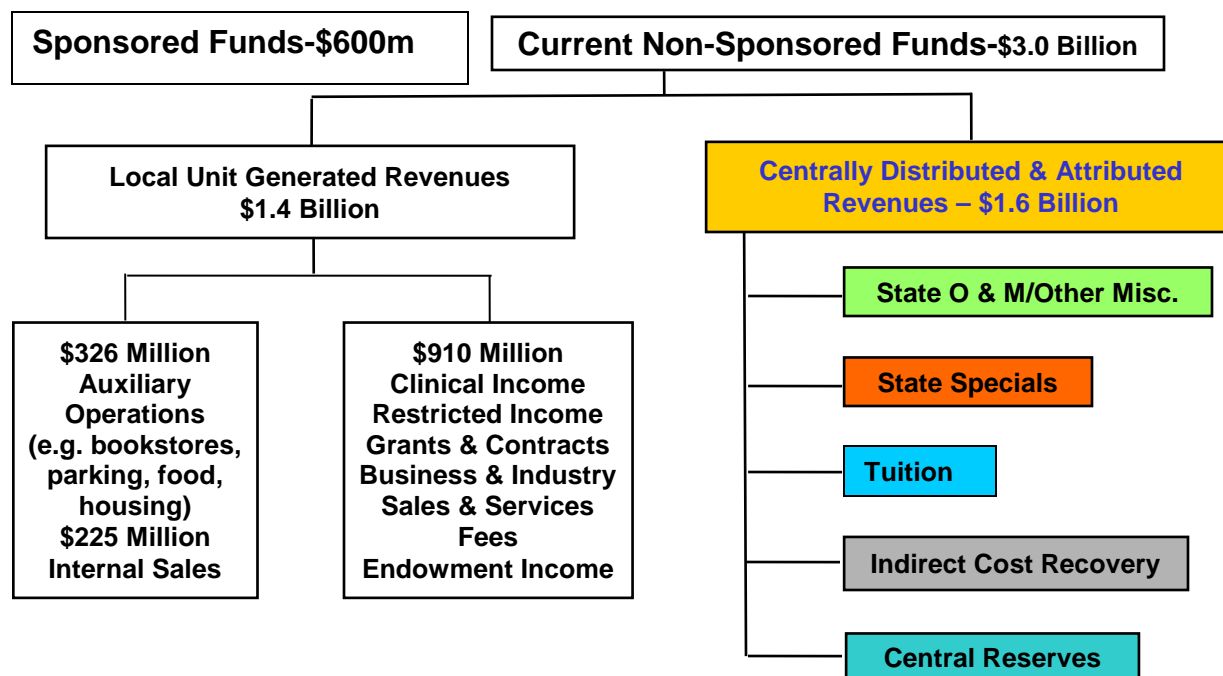 Sponsored Funds-$600m
Current Non-Sponsored Funds-$3.0 Billion
Local Unit Generated Revenues
$1.4 Billion
Centrally Distributed & Attributed
Revenues – $1.6 Billion
$326 Million
Auxiliary
Operations
(e.g. bookstores,
parking, food,
housing)
$225 Million
Internal Sales
$910 Million
Clinical Income
Restricted Income
Grants & Contracts
Business & Industry
Sales & Services
Fees
Endowment Income
State O & M/Other Misc.
State Specials
Tuition
Indirect Cost Recovery
Central Reserves